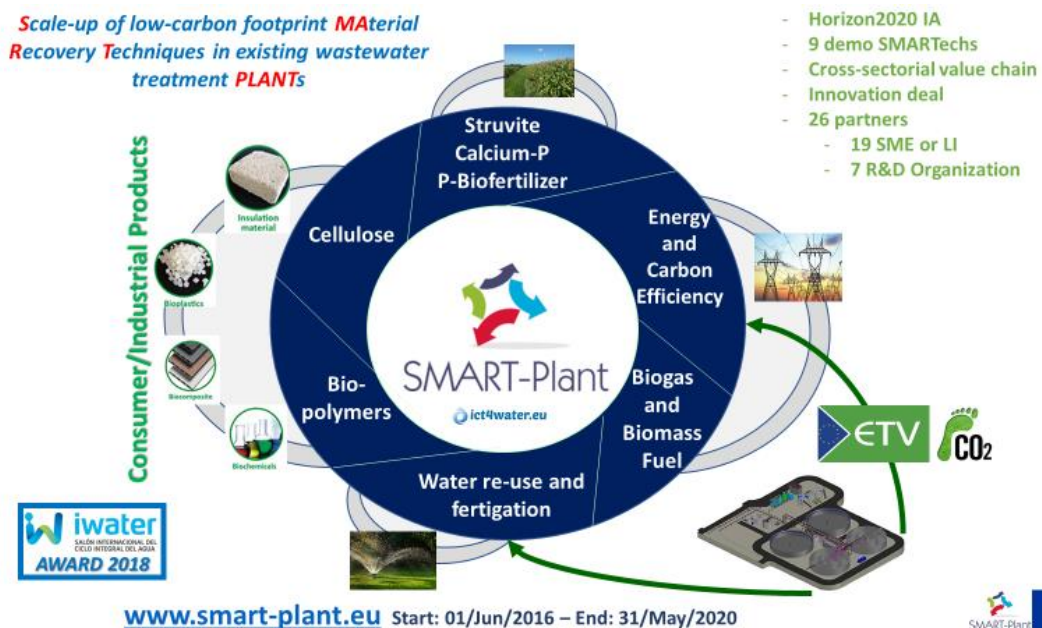 Scale-up of low-carbon footprint MAterial
Recovery Techniques in existing wastewater
treatment PLANTs
- Horizon2020 IA
- 9 demo SMARTechs
- Cross-sectorial value chain
- Innovation deal
- 26 partners
- 19 SME or LI
- 7 R&D Organization
Consumer/Industrial Products
Insulation
material
Bioplastics
Biocomposite
Biochemicals
Struvite
Calcium-P
P-Biofertilizer
Energy
and
Carbon
Efficiency
Biogas
and
Biomass
Fuel
Water re-use and
fertigation
Bio-
polymers
Cellulose
SMART-Plant
ict4water.eu
ETV
CO2
iw iwater
SALÓN INTERNACIONAL DEL
CICLO INTEGRAL DEL AGUA
AWARD 2018
www.smart-plant.eu Start: 01/Jun/2016 – End: 31/May/2020
SMART-Plant